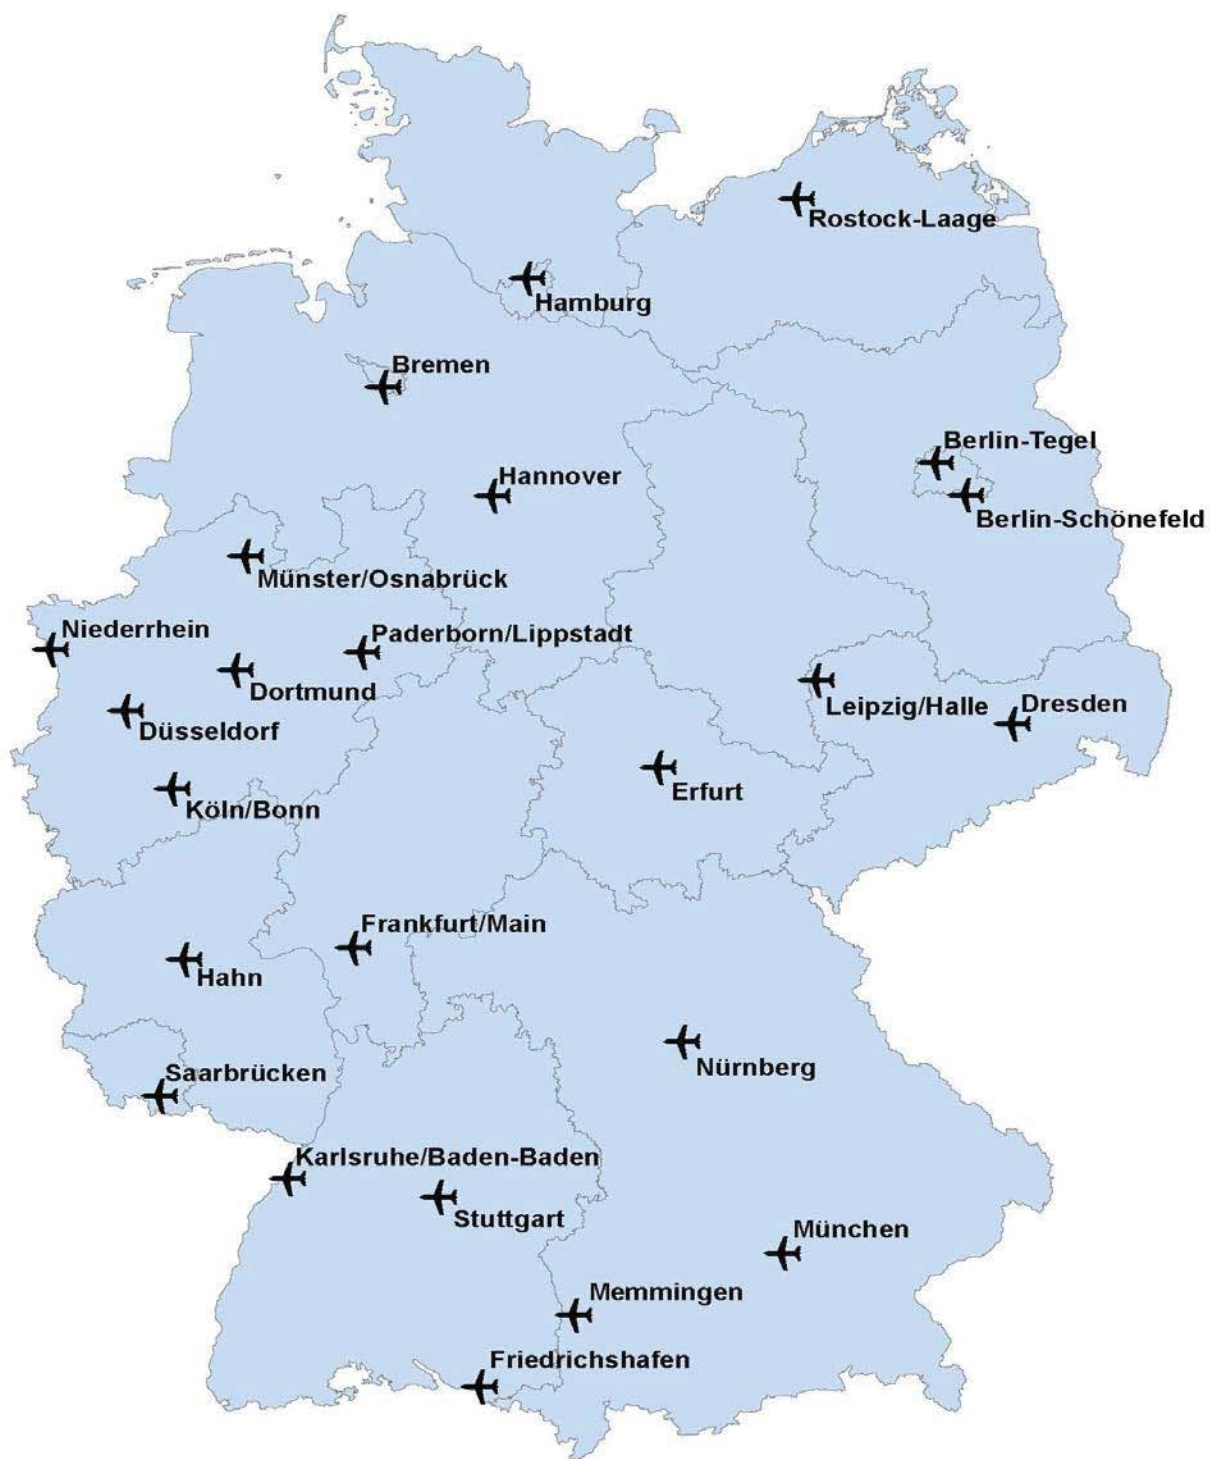 Rostock-Laage
Hamburg
Bremen
Berlin-Tegel
Hannover
Berlin-Schönefeld
Münster/Osnabrück
Niederrhein
Paderborn/Lippstadt
Dortmund
Leipzig/Halle
Dresden
Düsseldorf
Erfurt
Köln/Bonn
Frankfurt/Main
Hahn
Nürnberg
Saarbrücken
Karlsruhe/Baden-Baden
Stuttgart
München
Memmingen
Friedrichshafen